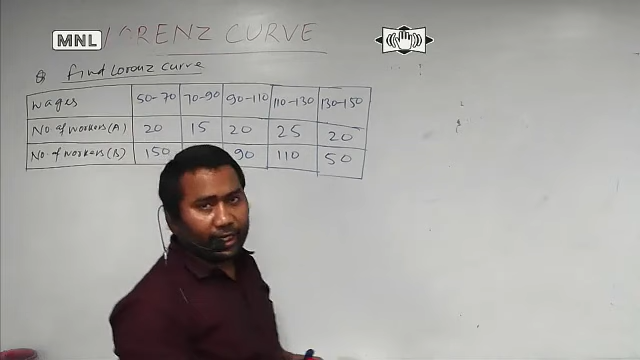 MNL
LORENZ CURVE
Q find Lorenz curve
Wages 50-70 70-90 90-110 110-130 130-150
No. of workers (A) 20 15 20 25 20
No. of workers (B) 150 90 110 50